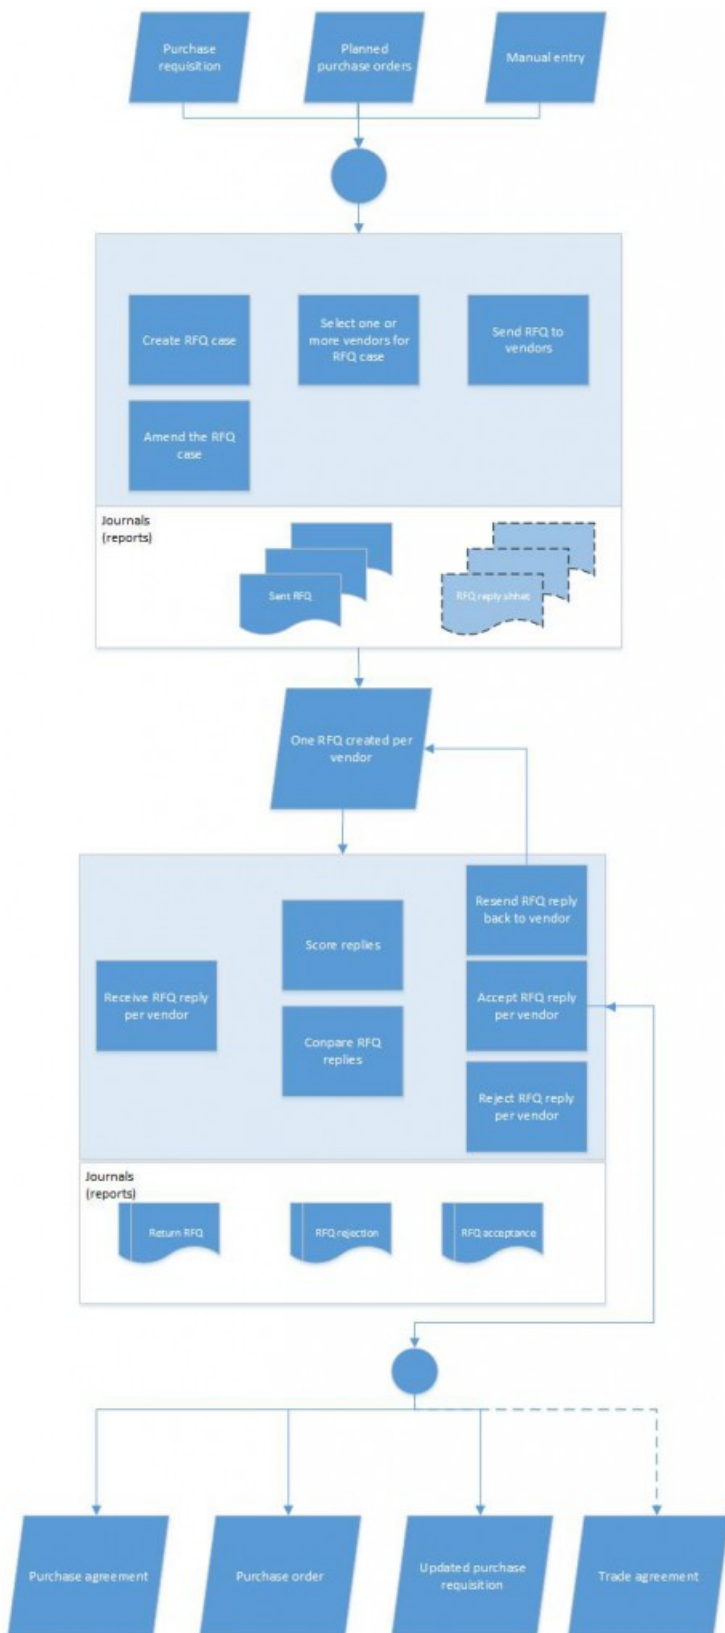 Purchase
requisition
Planned
purchase orders
Manual entry
Create RFQ case
Select one or
more vendors for
RFQ case
Send RFQ to
vendors
Amend the RFQ
case
Journals
(reports)
Sent RFQ
RFQ reply shhet
One RFQ created per
vendor
Resend RFQ reply
back to vendor
Score replies
Receive RFQ reply
per vendor
Accept RFQ reply
per vendor
Conpare RFQ
replies
Reject RFQ reply
per vendor
Journals
(reports)
Return RFQ
RFQ rejection
RFQ acceptance
Purchase agreement
Purchase order
Updated purchase
requisition
Trade agreement